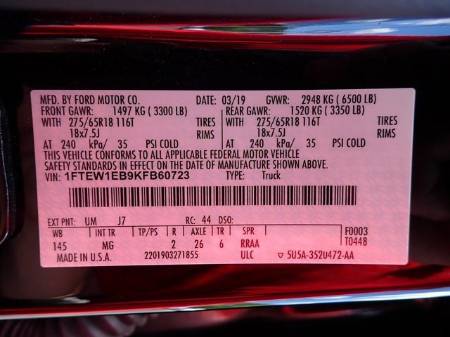 MFD. BY FORD MOTOR CO. DATE: 03/19 GVWR: 2948 KG (6500 LB)
FRONT GAWR: 1497 KG (3300 LB) REAR GAWR: 1520 KG (3350 LB)
WITH 275/65R18 116T TIRES WITH 275/65R18 116T TIRES
18x7.5J RIMS 18x7.5J RIMS
AT 240 kPa/ 35 PSI COLD AT 240 kPa/ 35 PSI COLD
THIS VEHICLE CONFORMS TO ALL APPLICABLE FEDERAL MOTOR VEHICLE
SAFETY STANDARDS IN EFFECT ON THE DATE OF MANUFACTURE SHOWN ABOVE.
VIN: 1FTEW1EB9KFB60723 TYPE: Truck
EXT PNT: UM J7 RC: 44 DSO: F0003
WB INT TR TP/PS R AXLE TR SPR T0448
145 MG 2 26 6 RRAA
MADE IN U.S.A. 2201903271855 ULC 5U5A-3520472-AA